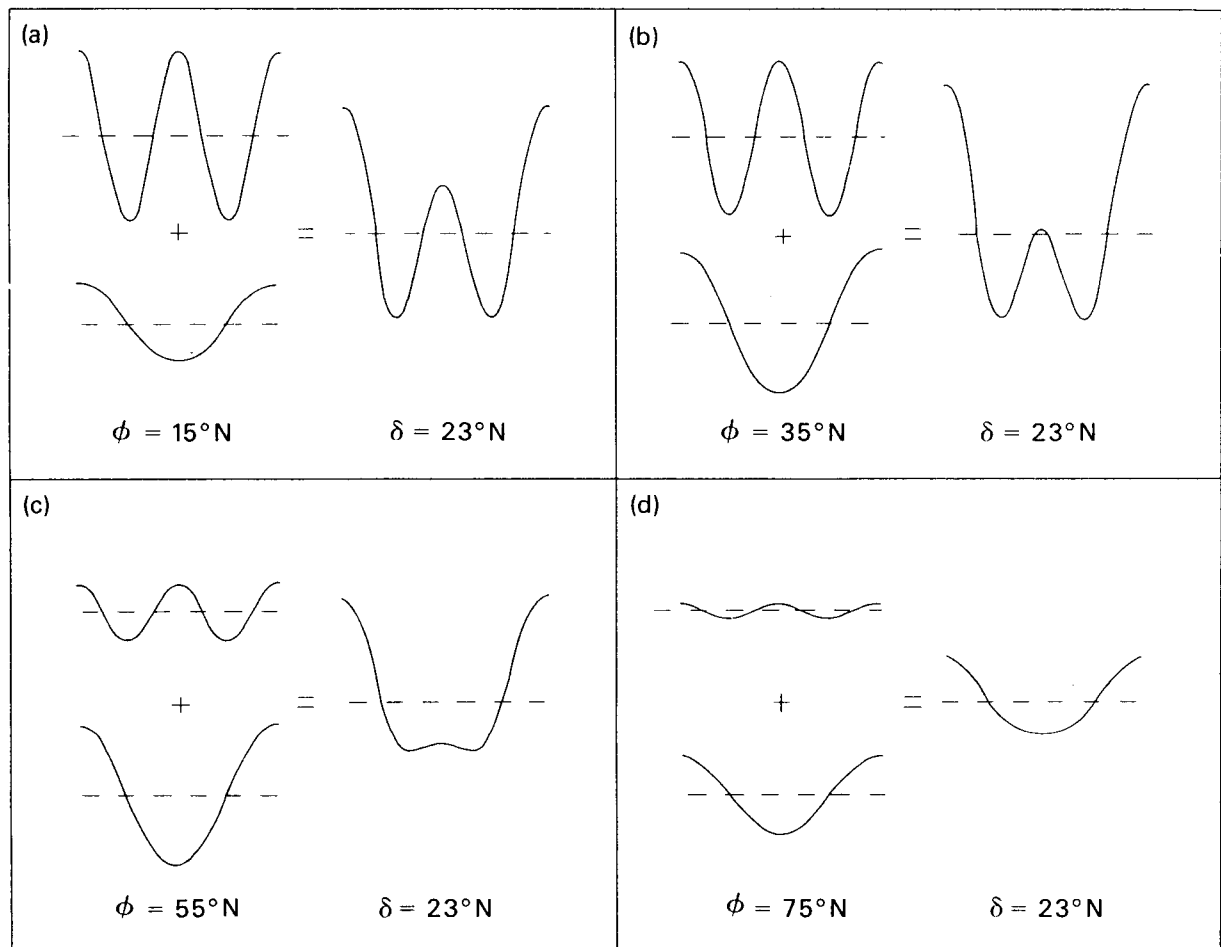 (a)
+
=
ϕ = 15°N δ = 23°N
(b)
+
=
ϕ = 35°N δ = 23°N
(c)
+
=
ϕ = 55°N δ = 23°N
(d)
+
=
ϕ = 75°N δ = 23°N